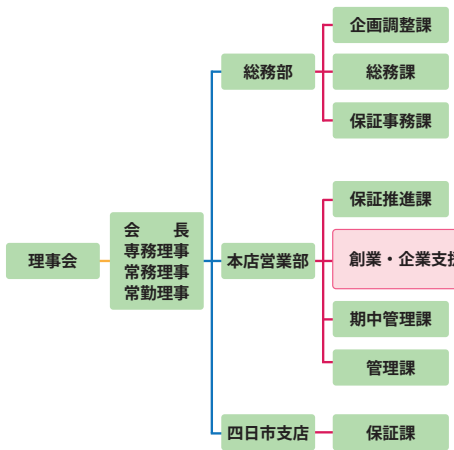 理事会
会　長
専務理事
常務理事
常勤理事
総務部
企画調整課
総務課
保証事務課
本店営業部
保証推進課
創業・企業支
期中管理課
管理課
四日市支店
保証課